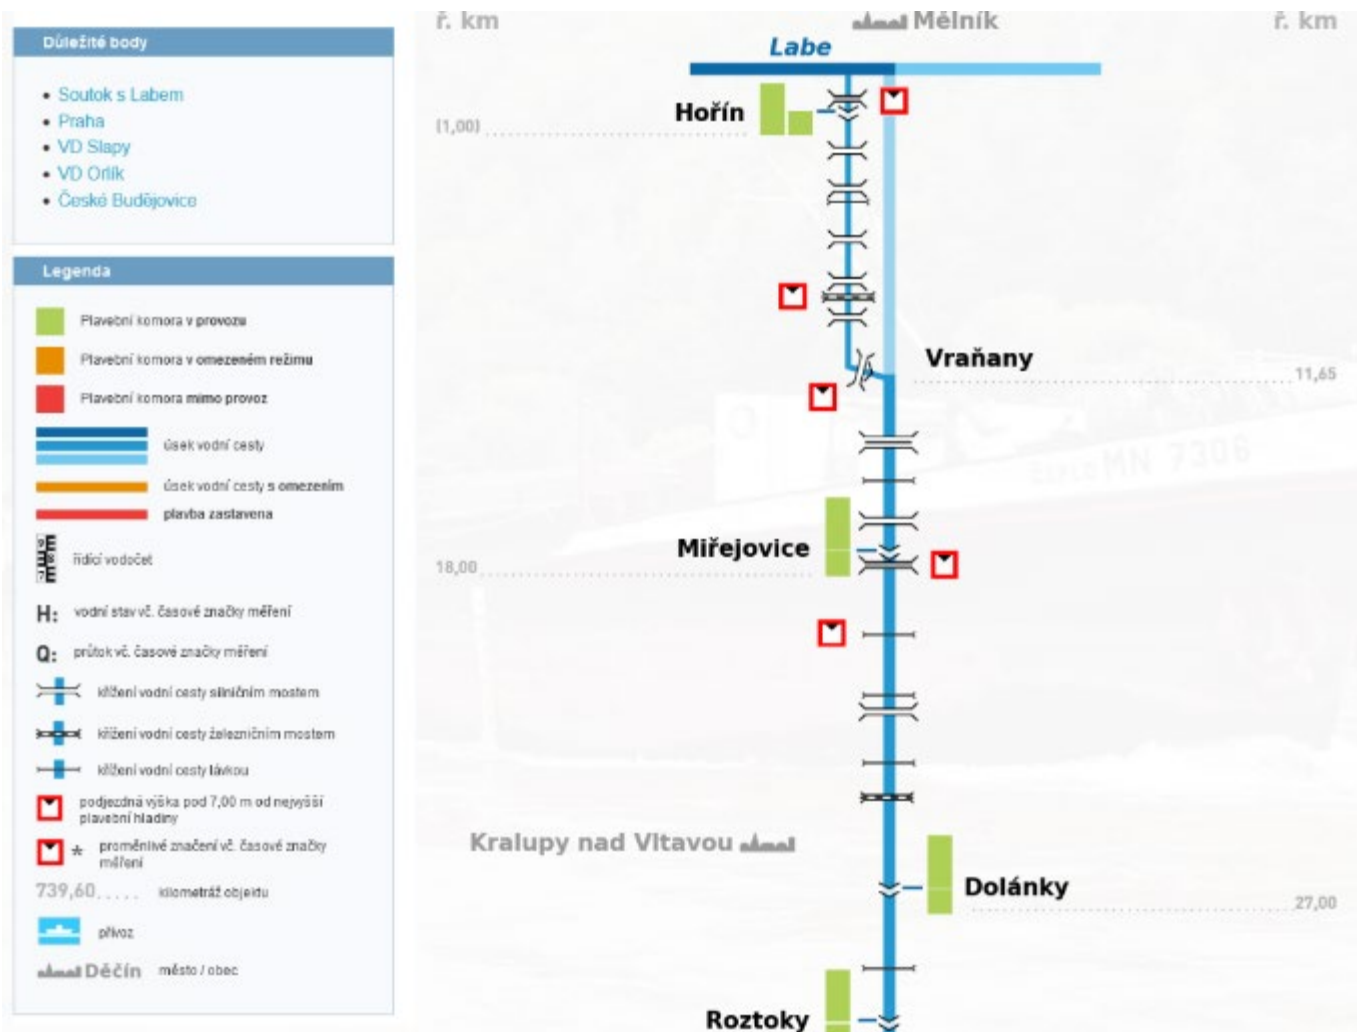 Důležité body
Soutok s Labem
Praha
VD Slapy
VD Orlík
České Budějovice
Legenda
Plavební komora v provozu
Plavební komora v omezeném režimu
Plavební komora mimo provoz
úsek vodní cesty
úsek vodní cesty s omezením
plavba zastavena
řídící vodočet
H: vodní stav vč. časové značky měření
Q: průtok vč. časové značky měření
křížení vodní cesty silničním mostem
křížení vodní cesty železničním mostem
křížení vodní cesty lávkou
podjezdná výška pod 7,00 m od nejvyšší
plavební hladiny
* proměnlivé značení vč. časové značky
měření
739,60..... kilometráž objektu
přívoz
Děčín město / obec
ř. km Mělník ř. km
Labe
Hořín
(1,00)
Vraňany
11,65
MN 7306
Miřejovice
18,00
Kralupy nad Vltavou
Dolánky
27,00
Roztoky